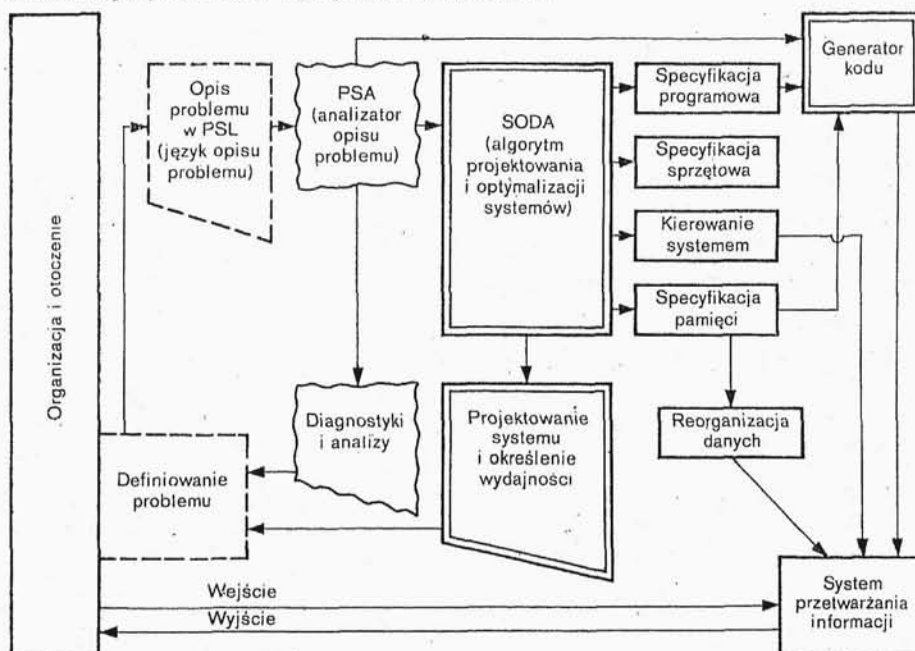 Organizacja i otoczenie
Opis
problemu
w PSL
(język opisu
problemu)
PSA
(analizator
opisu
problemu)
SODA
(algorytm
projektowania
i optymalizacji
systemów)
Specyfikacja
programowa
Specyfikacja
sprzętowa
Kierowanie
systemem
Specyfikacja
pamięci
Generator
kodu
Definiowanie
problemu
Diagnostyki
i analizy
Projektowanie
systemu
i określenie
wydajności
Reorganizacja
danych
Wejście
Wyjście
System
przetwarzania
informacji